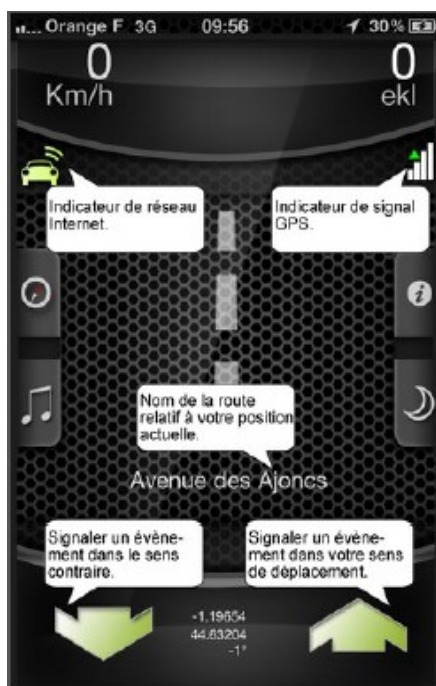 Orange F 3G 09:56 30%
0 0
Km/h ekl
Indicateur de réseau Internet.
Indicateur de signal GPS.
Nom de la route
relatif à votre position
actuelle.
Avenue des Ajoncs
Signaler un évène-
ment dans le sens
contraire.
Signaler un évène-
ment dans votre sens
de déplacement.
-1.19654
44.83204
-1°